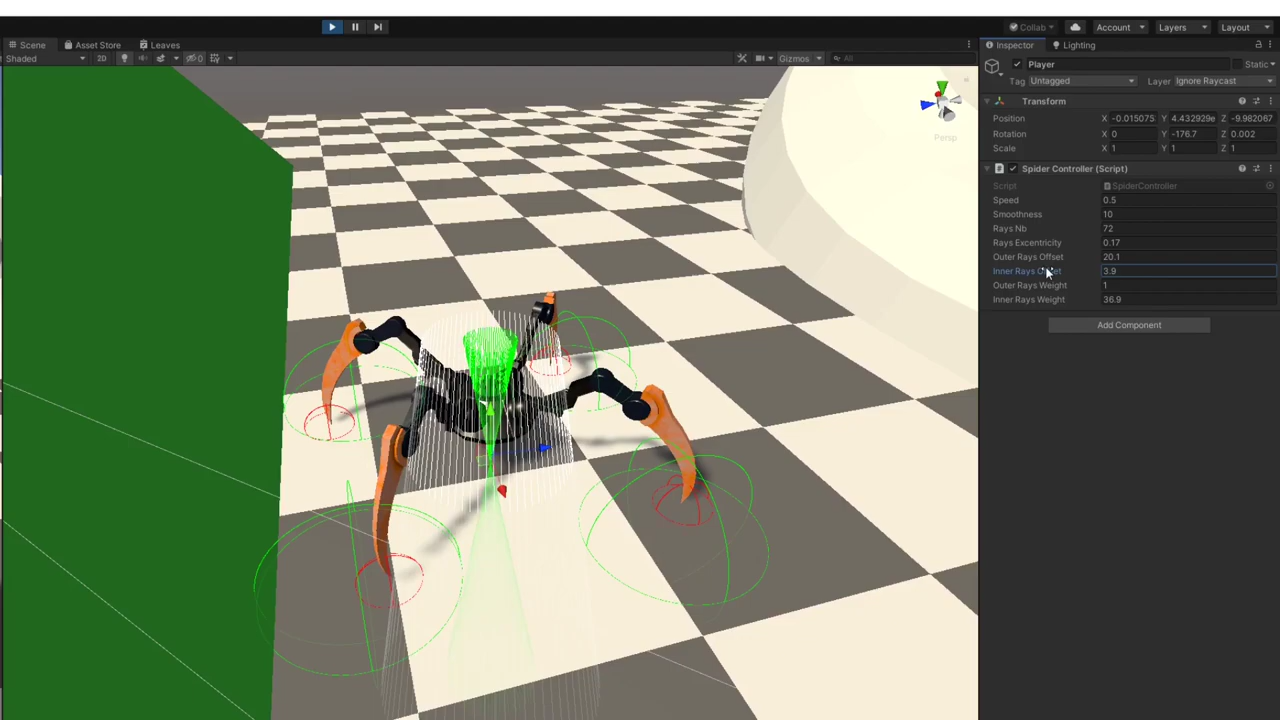 Collab Account Layers Layout
Scene Asset Store Leaves
Inspector Lighting
Shaded 2D 0 Gizmos All
Player Static
Tag Untagged Layer Ignore Raycast
Transform
Position X -0.015075 Y 4.432929e Z -9.982067
Rotation X 0 Y -176.7 Z 0.002
Scale X 1 Y 1 Z 1
Persp
Spider Controller (Script)
Script SpiderController
Speed 0.5
Smoothness 10
Rays Nb 72
Rays Excentricity 0.17
Outer Rays Offset 20.1
Inner Rays 3.9
Outer Rays Weight 1
Inner Rays Weight 36.9
Add Component